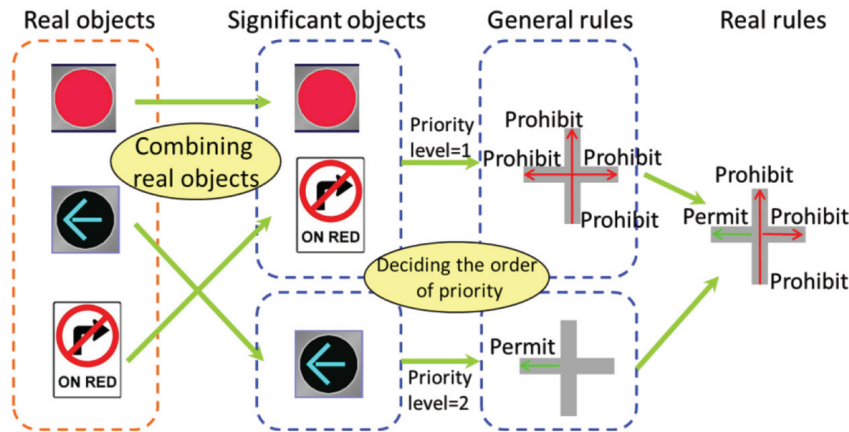 Real objects
Significant objects
General rules
Real rules
Combining
real objects
ON RED
ON RED
Priority
level=1
Prohibit
Prohibit
Prohibit
Prohibit
Deciding the order
of priority
Permit
Priority
level=2
Prohibit
Permit
Prohibit
Prohibit